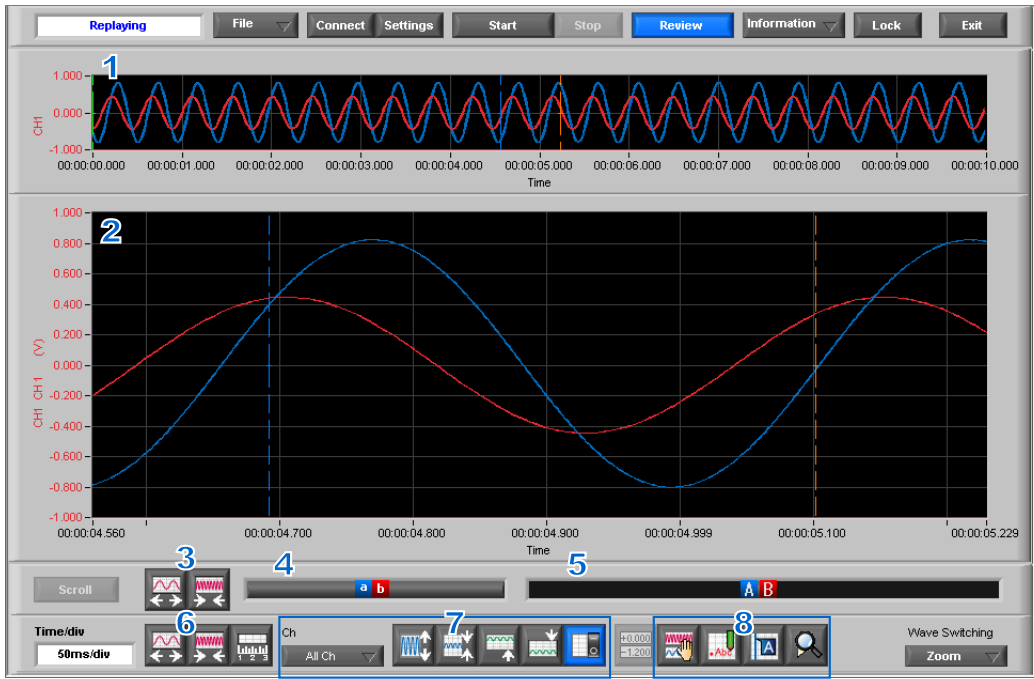 Replaying File Connect Settings Start Stop Review Information Lock Exit
1
1.000
0.000
-1.000
CH1
00:00:00.000 00:00:01.000 00:00:02.000 00:00:03.000 00:00:04.000 00:00:05.000 00:00:06.000 00:00:07.000 00:00:08.000 00:00:09.000 00:00:10.000
Time
2
1.000
0.800
0.600
0.400
0.200
0.000
-0.200
-0.400
-0.600
-0.800
-1.000
CH1 CH 1 (V)
00:00:04.560 00:00:04.700 00:00:04.800 00:00:04.900 00:00:04.999 00:00:05.100 00:00:05.229
Time
3 4 5
Scroll a b A B
6 7 8
Time/div Ch Wave Switching
50ms/div 1 2 3 All Ch +0.000 Abc A Zoom
-1.200